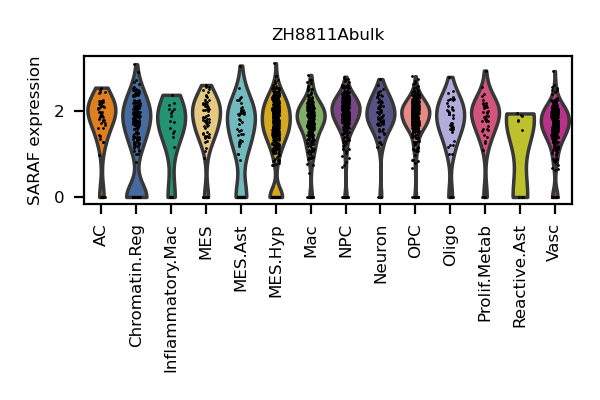 ZH8811Abulk
SARAF expression
2
0
AC
Chromatin.Reg
Inflammatory.Mac
MES
MES.Ast
MES.Hyp
Mac
NPC
Neuron
OPC
Oligo
Prolif.Metab
Reactive.Ast
Vasc